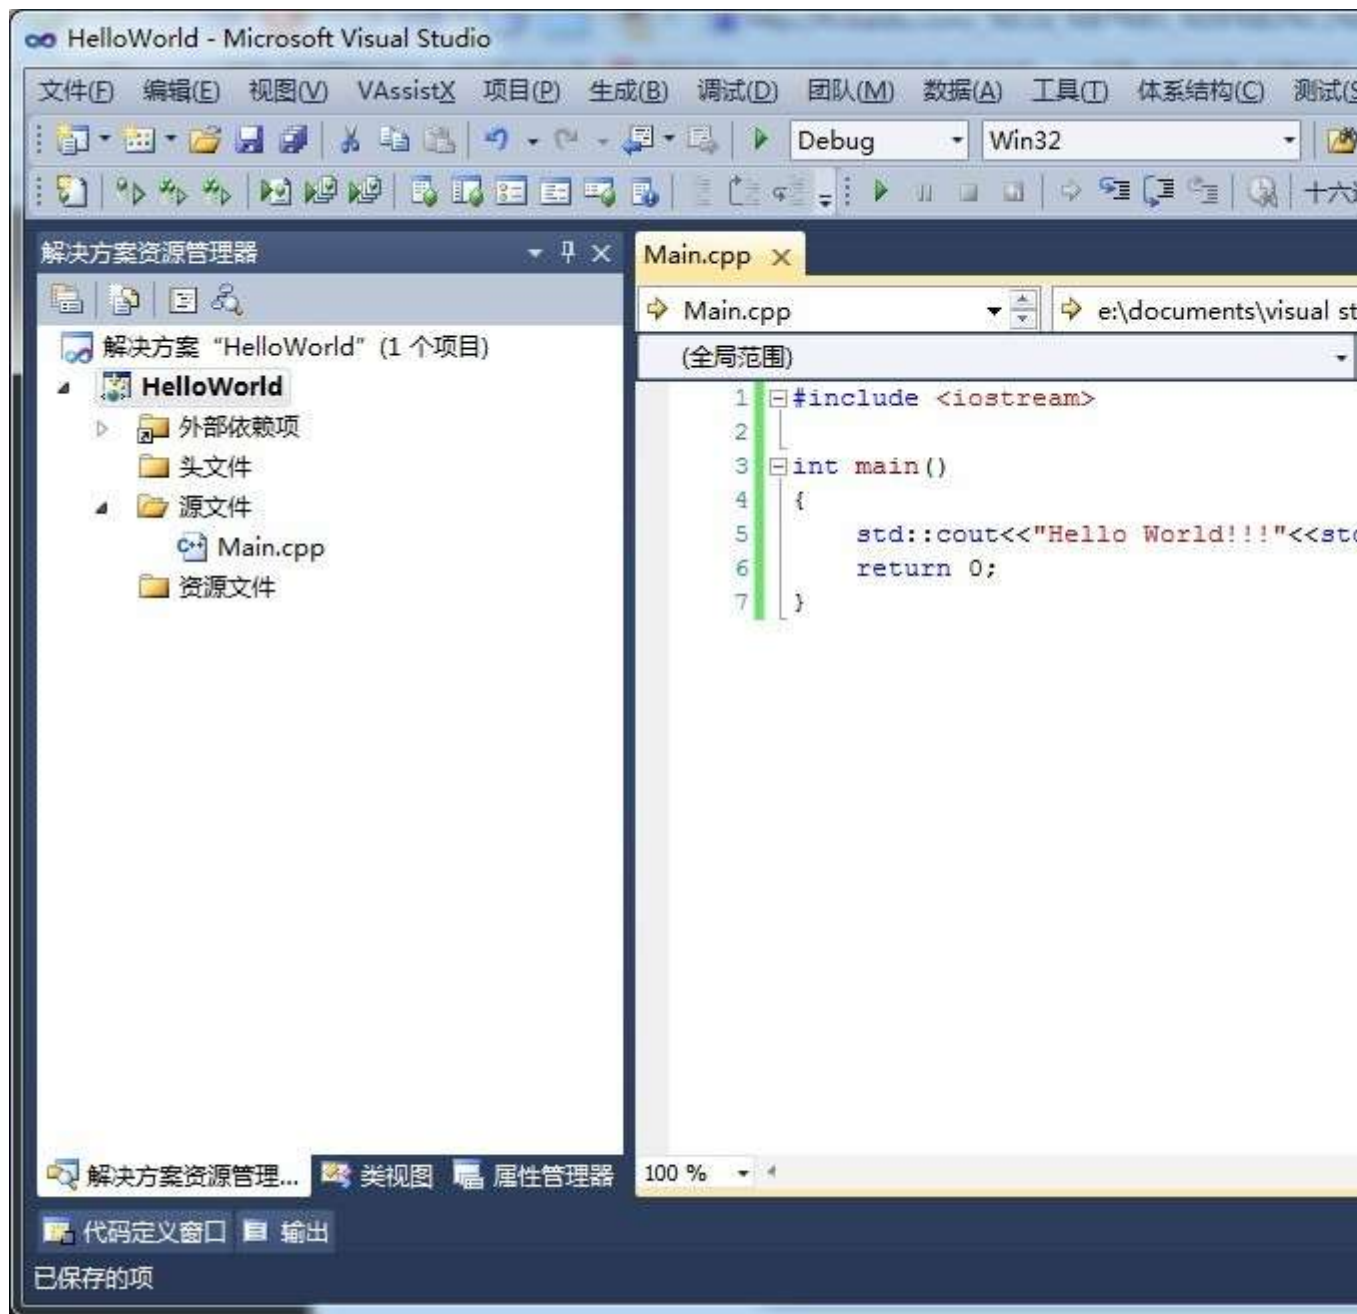 HelloWorld - Microsoft Visual Studio
文件(F) 编辑(E) 视图(V) VAssistX 项目(P) 生成(B) 调试(D) 团队(M) 数据(A) 工具(T) 体系结构(C) 测试(S
Debug Win32
十六
解决方案资源管理器
Main.cpp
Main.cpp e:\documents\visual st
解决方案 “HelloWorld” (1 个项目)
(全局范围)
HelloWorld
外部依赖项
头文件
源文件
Main.cpp
资源文件
1 #include <iostream>
2
3 int main()
4 {
5 std::cout<<"Hello World!!!"<<std
6 return 0;
7 }
解决方案资源管理... 类视图 属性管理器
100 %
代码定义窗口 输出
已保存的项